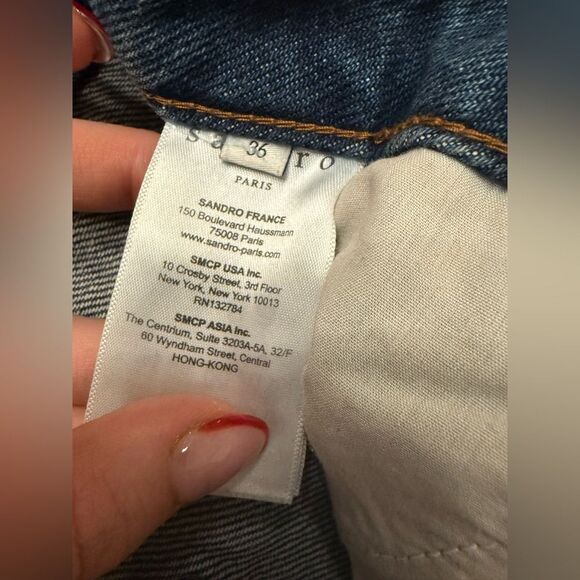 sa 36 ro
PARIS
SANDRO FRANCE
150 Boulevard Haussmann
75008 Paris
www.sandro-paris.com
SMCP USA Inc.
10 Crosby Street, 3rd Floor
New York, New York 10013
RN132784
SMCP ASIA Inc.
The Centrium, Suite 3203A-5A, 32/F
60 Wyndham Street, Central
HONG-KONG